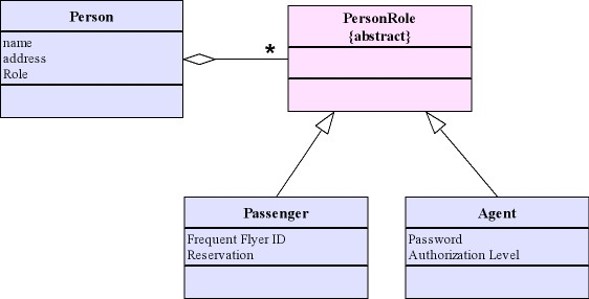 Person
name
address
Role
*
PersonRole
{abstract}
Passenger
Frequent Flyer ID
Reservation
Agent
Password
Authorization Level